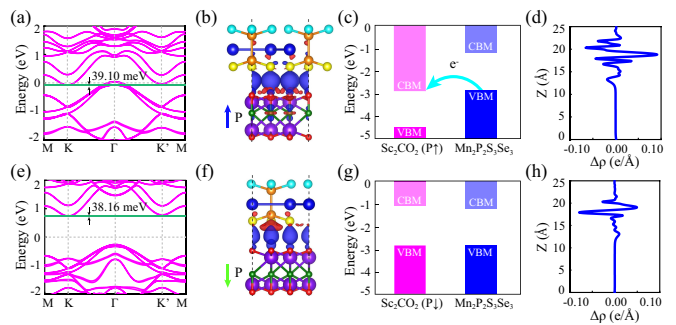 (a)
2
1
0
-1
-2
Energy (eV)
39.10 meV
M K Γ K' M
(b)
P
(c)
0
-1
-2
-3
-4
-5
Energy (eV)
CBM
CBM
e-
VBM
VBM
Sc2CO2 (P↑) Mn2P2S3Se3
(d)
25
20
15
10
5
0
Z (Å)
-0.10 0.00 0.10
Δρ (e/Å)
(e)
2
1
0
-1
-2
Energy (eV)
38.16 meV
M K Γ K' M
(f)
P
(g)
0
-1
-2
-3
-4
-5
Energy (eV)
CBM
CBM
VBM
VBM
Sc2CO2 (P↓) Mn2P2S3Se3
(h)
25
20
15
10
5
0
Z (Å)
-0.10 0.00 0.10
Δρ (e/Å)